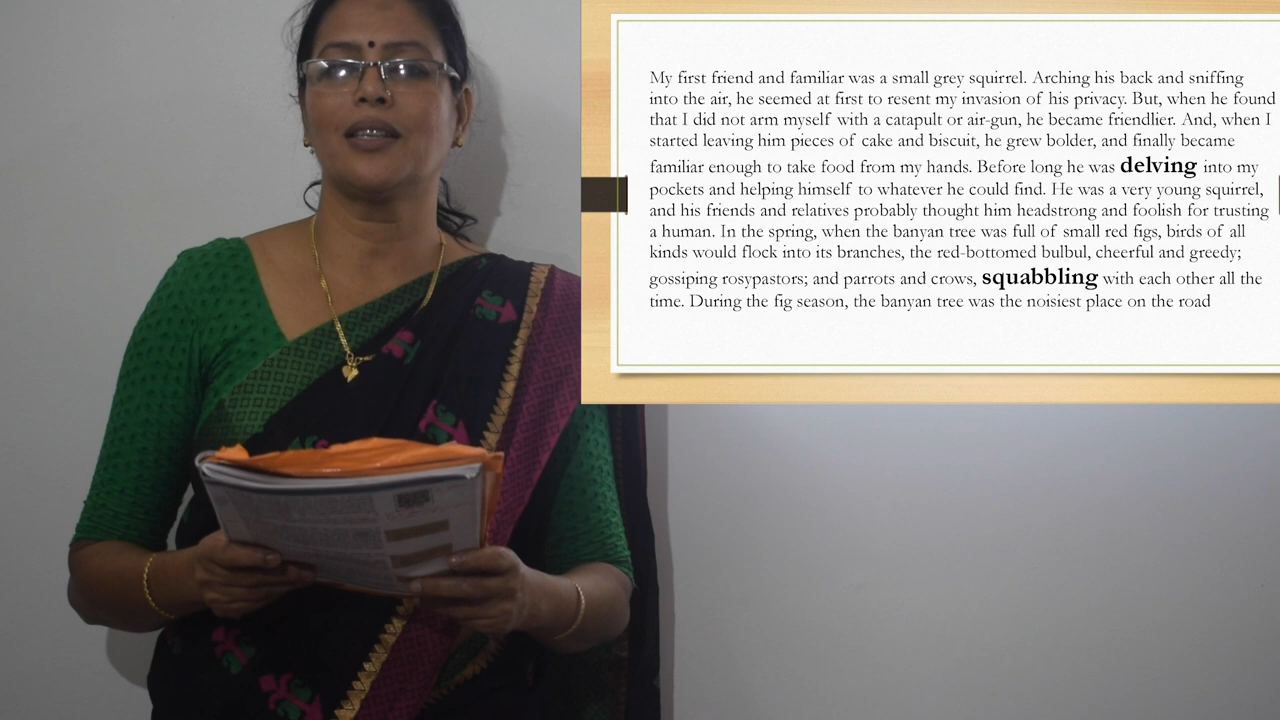 My first friend and familiar was a small grey squirrel. Arching his back and sniffing
into the air, he seemed at first to resent my invasion of his privacy. But, when he found
that I did not arm myself with a catapult or air-gun, he became friendlier. And, when I
started leaving him pieces of cake and biscuit, he grew bolder, and finally became
familiar enough to take food from my hands. Before long he was delving into my
pockets and helping himself to whatever he could find. He was a very young squirrel,
and his friends and relatives probably thought him headstrong and foolish for trusting
a human. In the spring, when the banyan tree was full of small red figs, birds of all
kinds would flock into its branches, the red-bottomed bulbul, cheerful and greedy;
gossiping rosypastors; and parrots and crows, squabbling with each other all the
time. During the fig season, the banyan tree was the noisiest place on the road